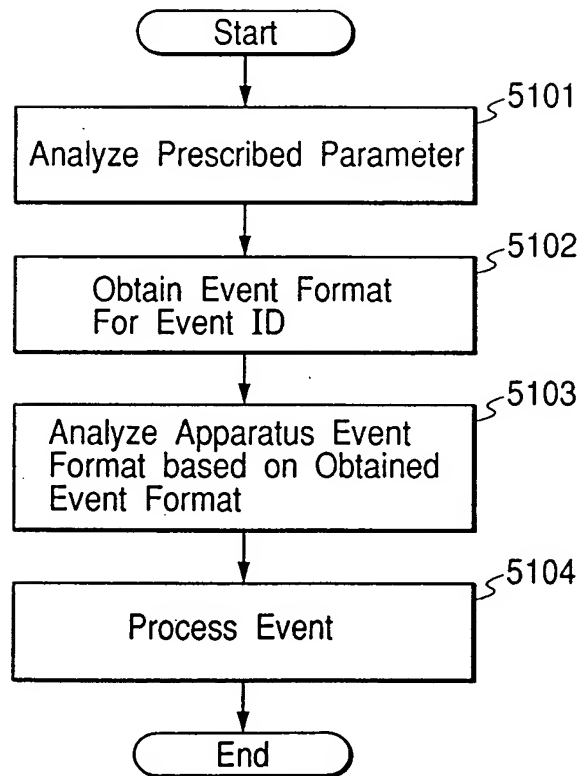 Start
5101
Analyze Prescribed Parameter
5102
Obtain Event Format
For Event ID
5103
Analyze Apparatus Event
Format based on Obtained
Event Format
5104
Process Event
End